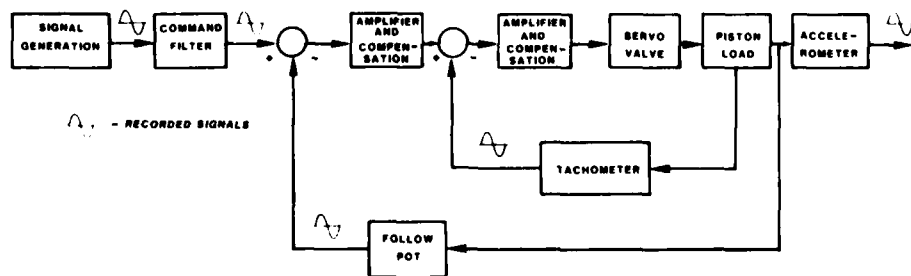 SIGNAL
GENERATION
COMMAND
FILTER
+
-
AMPLIFIER
AND
COMPEN-
SATION
+
-
AMPLIFIER
AND
COMPEN-
SATION
SERVO
VALVE
PISTON
LOAD
ACCELE-
ROMETER
- RECORDED SIGNALS
TACHOMETER
FOLLOW
POT